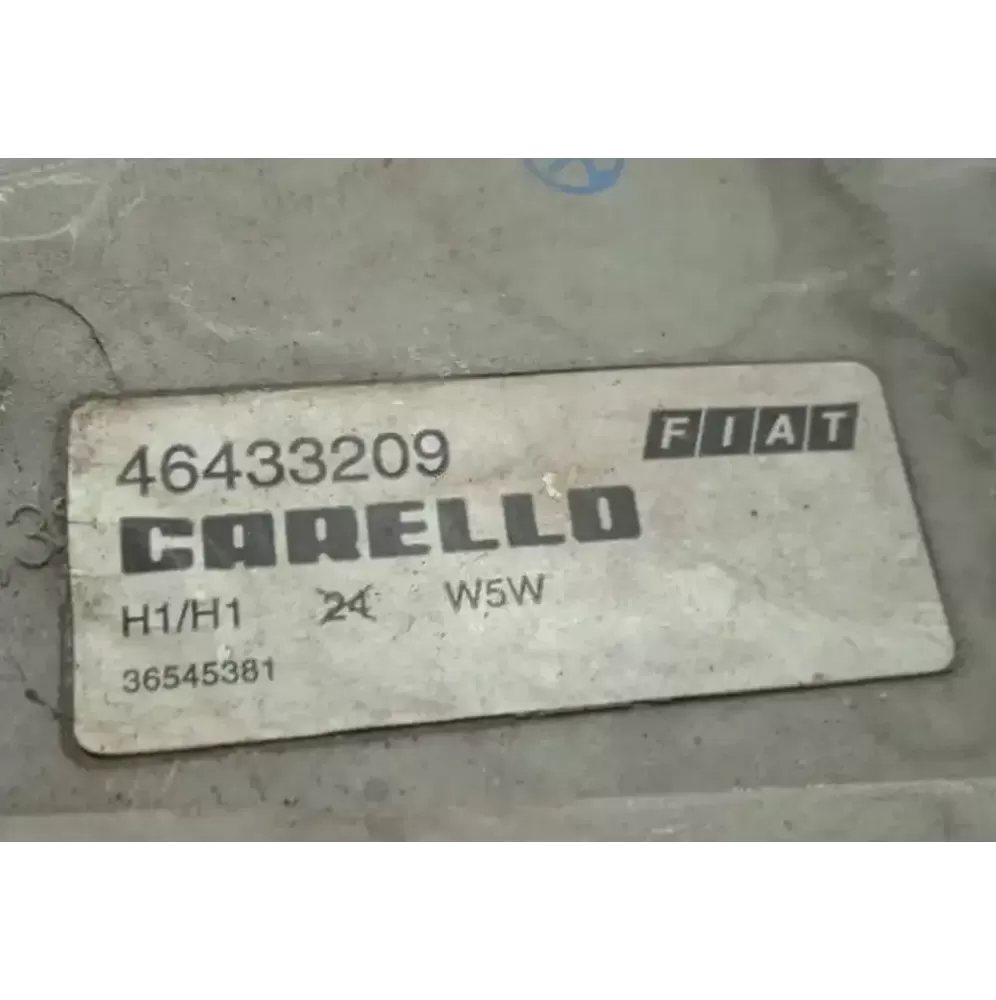 46433209
FIAT
CARELLO
H1/H1 24 W5W
36545381